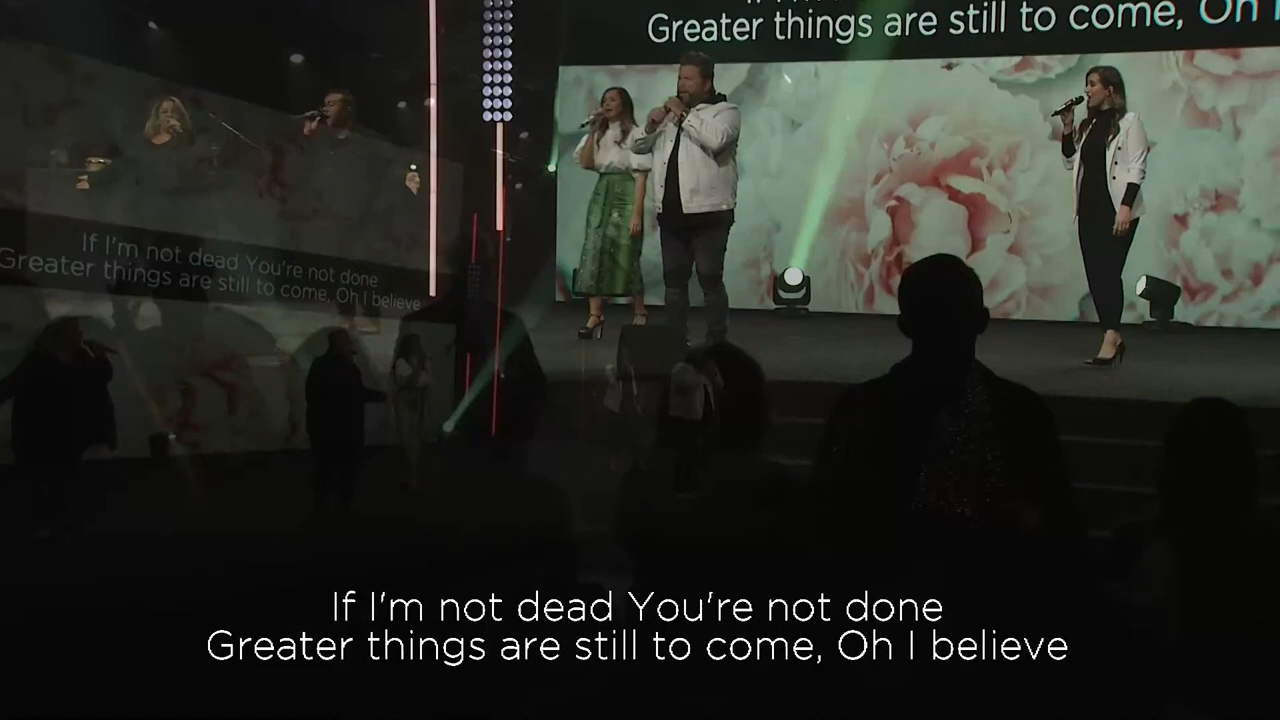 Greater things are still to come, Oh I
If I'm not dead You're not done
Greater things are still to come, Oh I believe
If I'm not dead You're not done
Greater things are still to come, Oh I believe